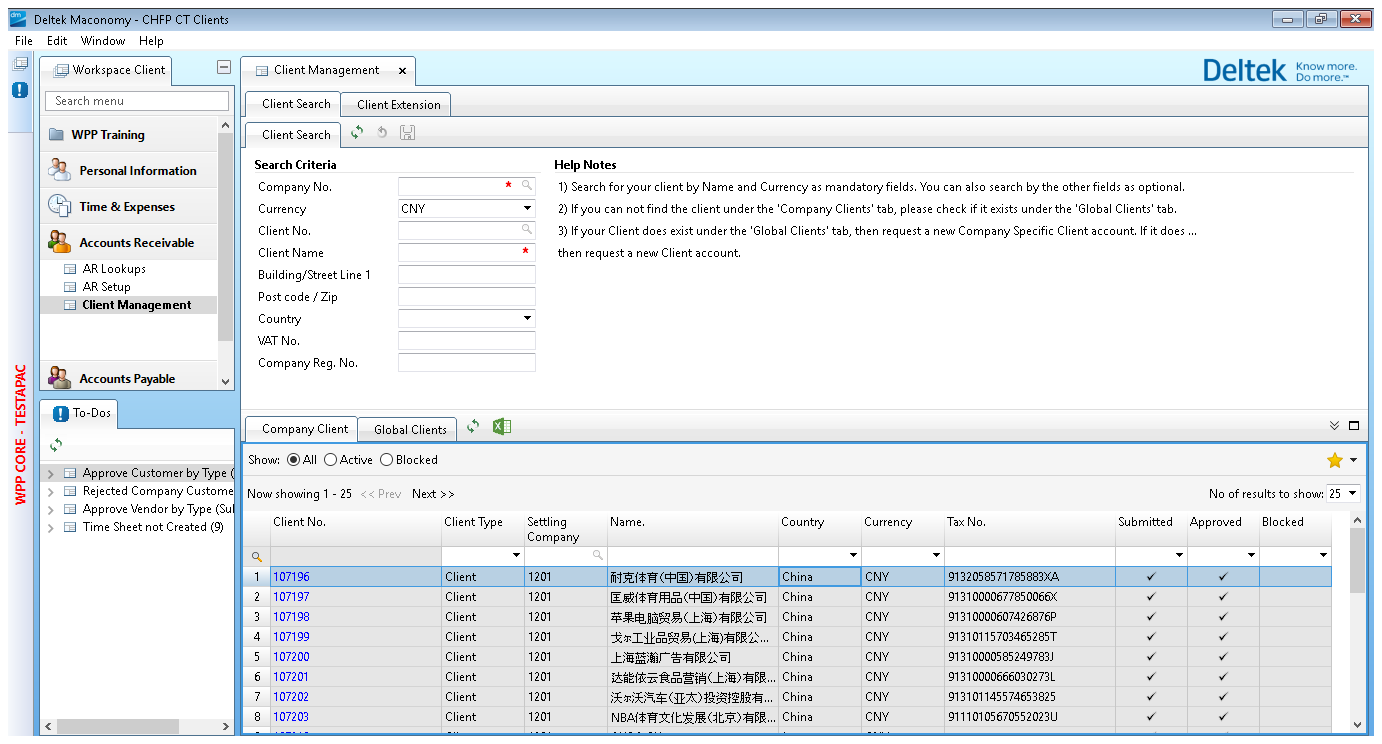 Deltek Maconomy - CHFP CT Clients
File Edit Window Help
Workspace Client
Client Management
Deltek Know more. Do more.™
Search menu
Client Search Client Extension
WPP Training
Client Search
Personal Information
Time & Expenses
Accounts Receivable
AR Lookups
AR Setup
Client Management
Accounts Payable
WPP CORE - TESTAPAC
To-Dos
Approve Customer by Type (
Rejected Company Custome
Approve Vendor by Type (Su
Time Sheet not Created (9)
Search Criteria
Company No. *
Currency CNY
Client No.
Client Name *
Building/Street Line 1
Post code / Zip
Country
VAT No.
Company Reg. No.
Help Notes
1) Search for your client by Name and Currency as mandatory fields. You can also search by the other fields as optional.
2) If you can not find the client under the 'Company Clients' tab, please check if it exists under the 'Global Clients' tab.
3) If your Client does exist under the 'Global Clients' tab, then request a new Company Specific Client account. If it does ...
then request a new Client account.
Company Client Global Clients
Show: All Active Blocked
Now showing 1 - 25 << Prev Next >> No of results to show: 25
Client No. Client Type Settling Company Name. Country Currency Tax No. Submitted Approved Blocked
1 107196 Client 1201 耐克体育(中国)有限公司 China CNY 9132058571785883XA ✓ ✓
2 107197 Client 1201 匡威体育用品(中国)有限公司 China CNY 91310000677850066X ✓ ✓
3 107198 Client 1201 苹果电脑贸易(上海)有限公司 China CNY 91310000607426876P ✓ ✓
4 107199 Client 1201 戈尔工业品贸易(上海)有限公... China CNY 91310115703465285T ✓ ✓
5 107200 Client 1201 上海蓝瀚广告有限公司 China CNY 91310000585249783J ✓ ✓
6 107201 Client 1201 达能依云食品营销(上海)有限... China CNY 91310000666030273L ✓ ✓
7 107202 Client 1201 沃尔沃汽车(亚太)投资控股有... China CNY 913101145574653825 ✓ ✓
8 107203 Client 1201 NBA体育文化发展(北京)有限... China CNY 91110105670552023U ✓ ✓